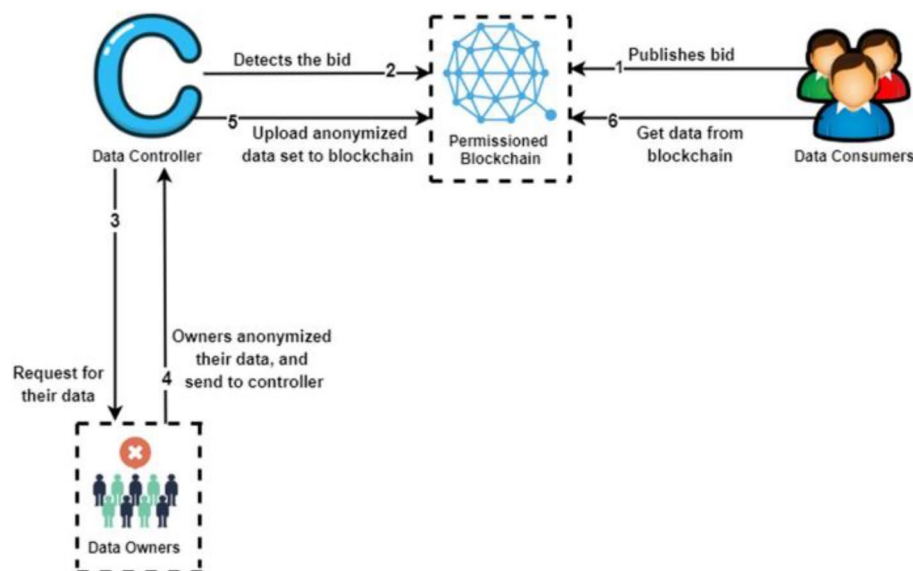 Detects the bid
2
1
Publishes bid
5
Upload anonymized
data set to blockchain
6
Get data from
blockchain
Data Controller
Permissioned
Blockchain
Data Consumers
3
Owners anonymized
their data, and
send to controller
4
Request for
their data
Data Owners